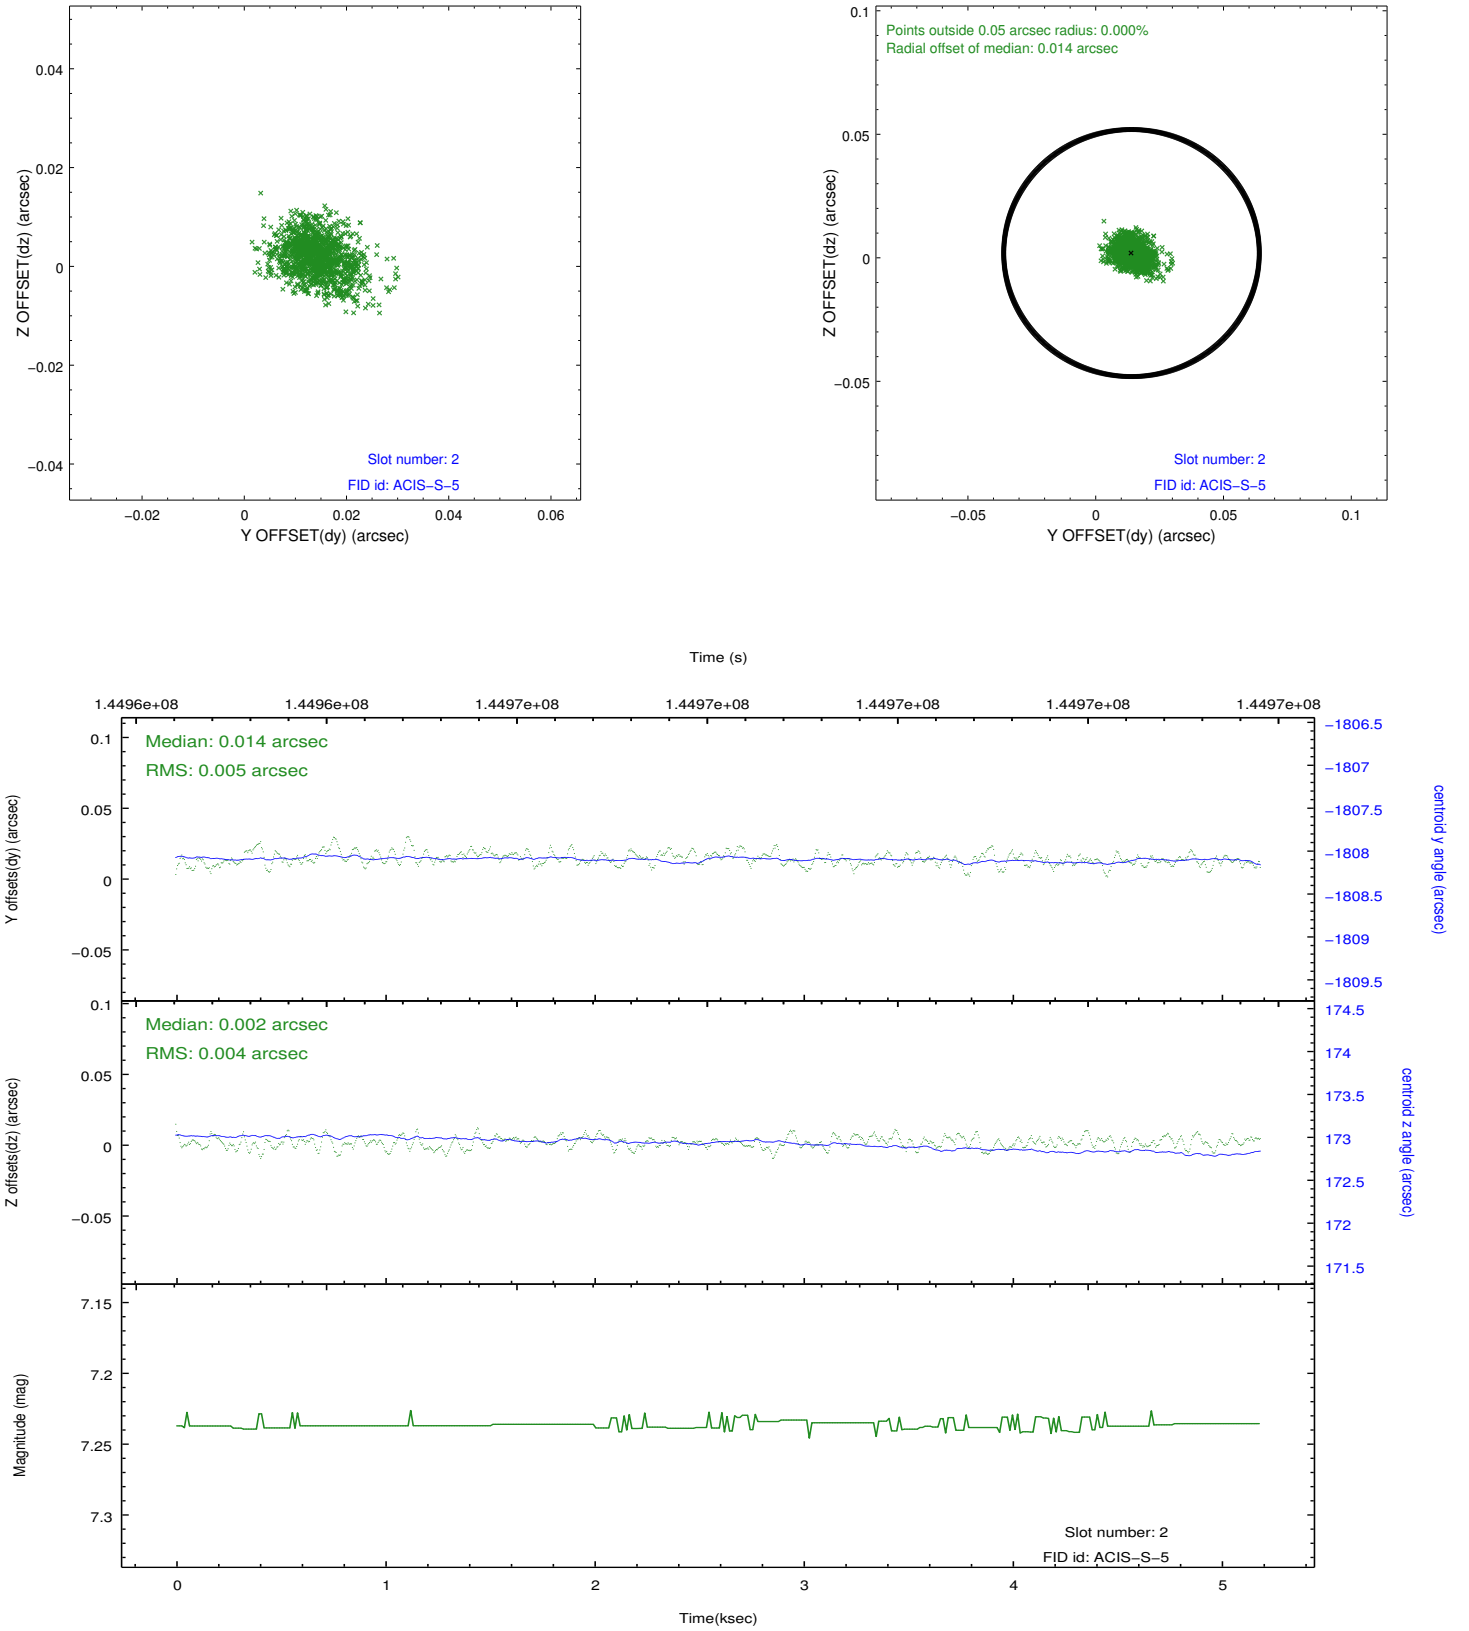 0.04
0.02
0
−0.02
−0.04
Z OFFSET(dz) (arcsec)
Slot number: 2
FID id: ACIS−S−5
−0.02
0
0.02
0.04
0.06
Y OFFSET(dy) (arcsec)
Points outside 0.05 arcsec radius: 0.000%
Radial offset of median: 0.014 arcsec
0.1
0.05
0
−0.05
Z OFFSET(dz) (arcsec)
Slot number: 2
FID id: ACIS−S−5
−0.05
0
0.05
0.1
Y OFFSET(dy) (arcsec)
Time (s)
1.4496e+08
1.4496e+08
1.4497e+08
1.4497e+08
1.4497e+08
1.4497e+08
1.4497e+08
Median: 0.014 arcsec
RMS: 0.005 arcsec
0.1
0.05
0
−0.05
Y offsets(dy) (arcsec)
−1806.5
−1807
−1807.5
−1808
−1808.5
−1809
−1809.5
centroid y angle (arcsec)
Median: 0.002 arcsec
RMS: 0.004 arcsec
0.1
0.05
0
−0.05
Z offsets(dz) (arcsec)
174.5
174
173.5
173
172.5
172
171.5
centroid z angle (arcsec)
7.15
7.2
7.25
7.3
Magnitude (mag)
Slot number: 2
FID id: ACIS−S−5
0
1
2
3
4
5
Time(ksec)